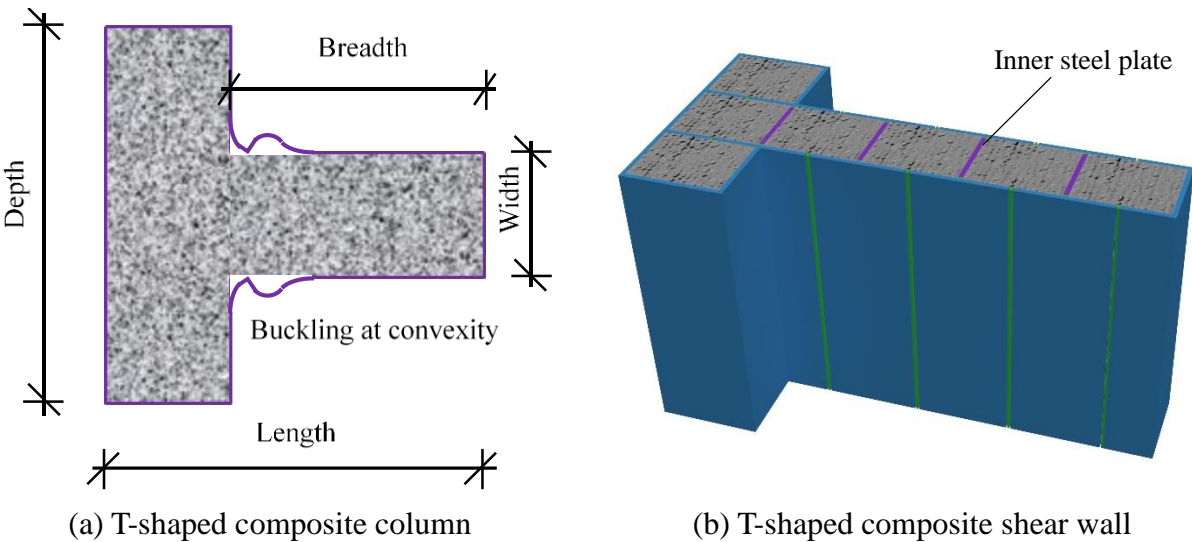 Breadth
Depth
Width
Buckling at convexity
Length
(a) T-shaped composite column
Inner steel plate
(b) T-shaped composite shear wall